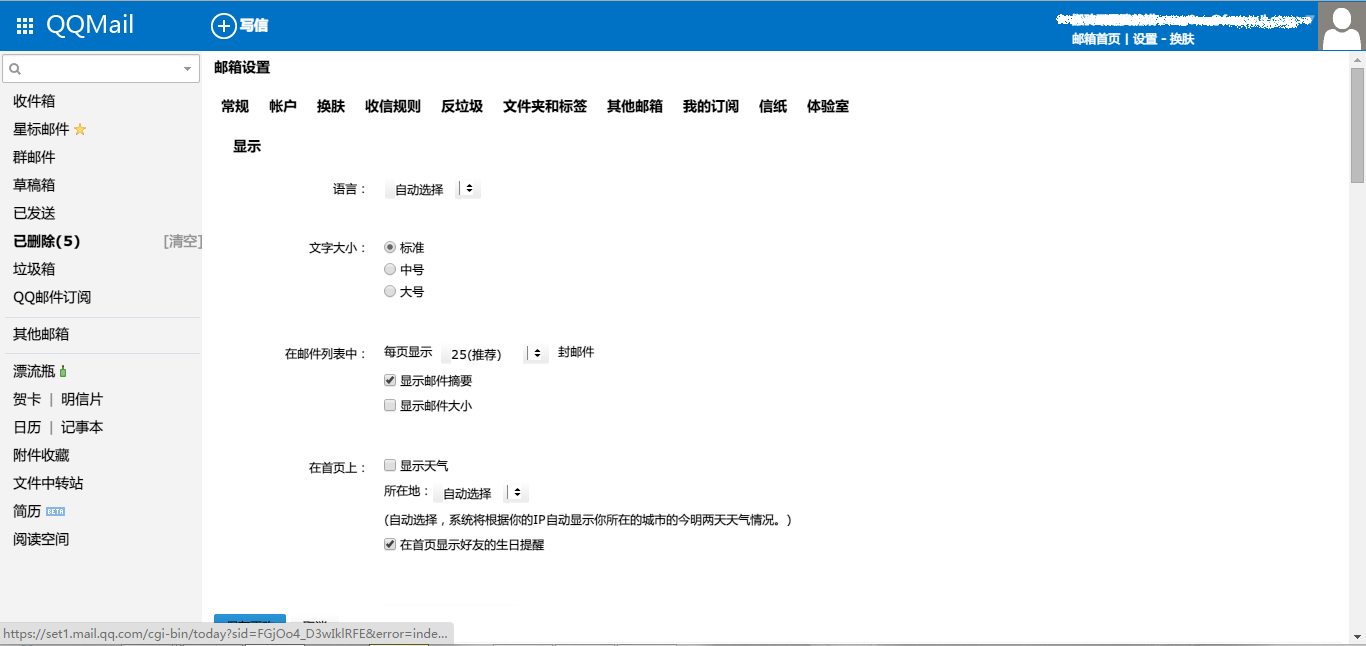 QQMail
写信
邮箱首页 | 设置 - 换肤
邮箱设置
收件箱
星标邮件
群邮件
草稿箱
已发送
已删除(5) [清空]
垃圾箱
QQ邮件订阅
其他邮箱
漂流瓶
贺卡 | 明信片
日历 | 记事本
附件收藏
文件中转站
简历 BETA
阅读空间
常规 帐户 换肤 收信规则 反垃圾 文件夹和标签 其他邮箱 我的订阅 信纸 体验室
显示
语言： 自动选择
文字大小： 标准
中号
大号
在邮件列表中： 每页显示 25(推荐) 封邮件
显示邮件摘要
显示邮件大小
在首页上： 显示天气
所在地： 自动选择
(自动选择，系统将根据你的IP自动显示你所在的城市的今明两天天气情况。)
在首页显示好友的生日提醒
https://set1.mail.qq.com/cgi-bin/today?sid=FGjOo4_D3wIklRFE&error=inde...